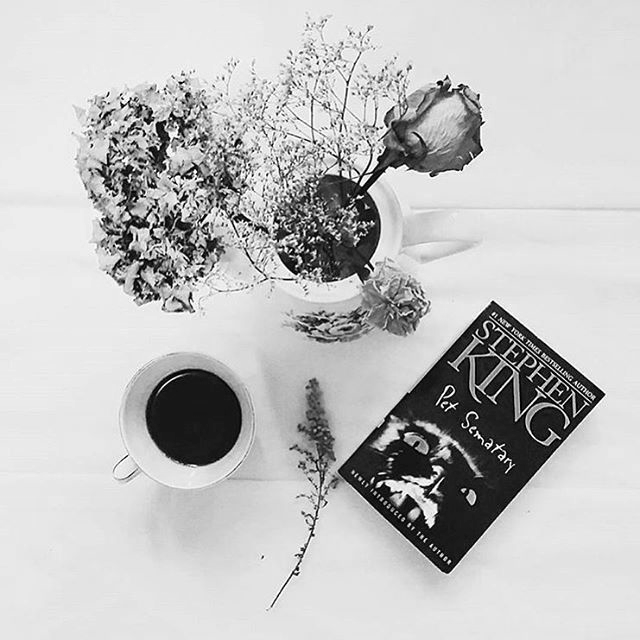 #1 NEW YORK TIMES BESTSELLING AUTHOR
STEPHEN
KING
Pet Sematary
NEWLY INTRODUCED BY THE AUTHOR